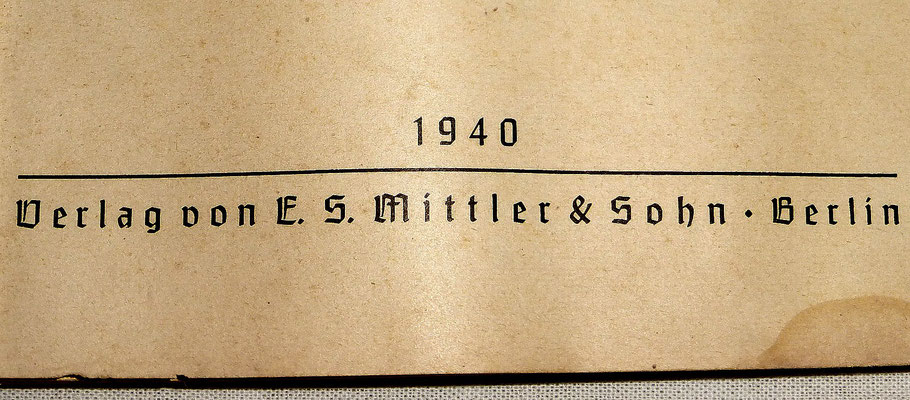 1940
Verlag von E. S. Mittler & Sohn · Berlin